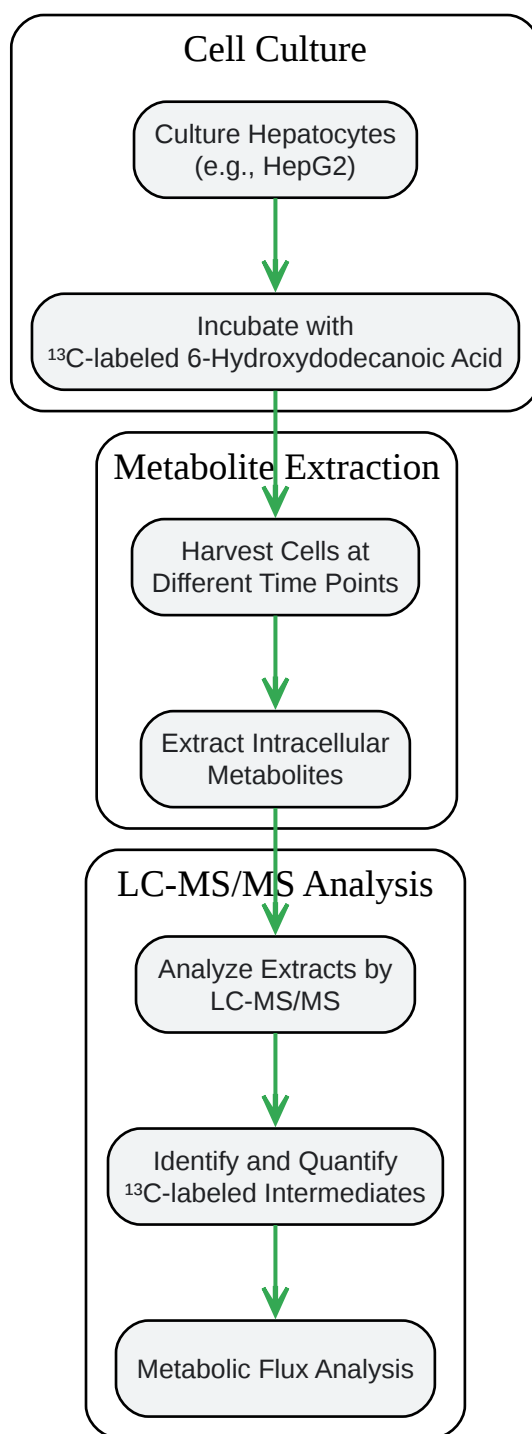 Cell Culture
Culture Hepatocytes
(e.g., HepG2)
Incubate with
¹³C-labeled 6-Hydroxydodecanoic Acid
Metabolite Extraction
Harvest Cells at
Different Time Points
Extract Intracellular
Metabolites
LC-MS/MS Analysis
Analyze Extracts by
LC-MS/MS
Identify and Quantify
¹³C-labeled Intermediates
Metabolic Flux Analysis